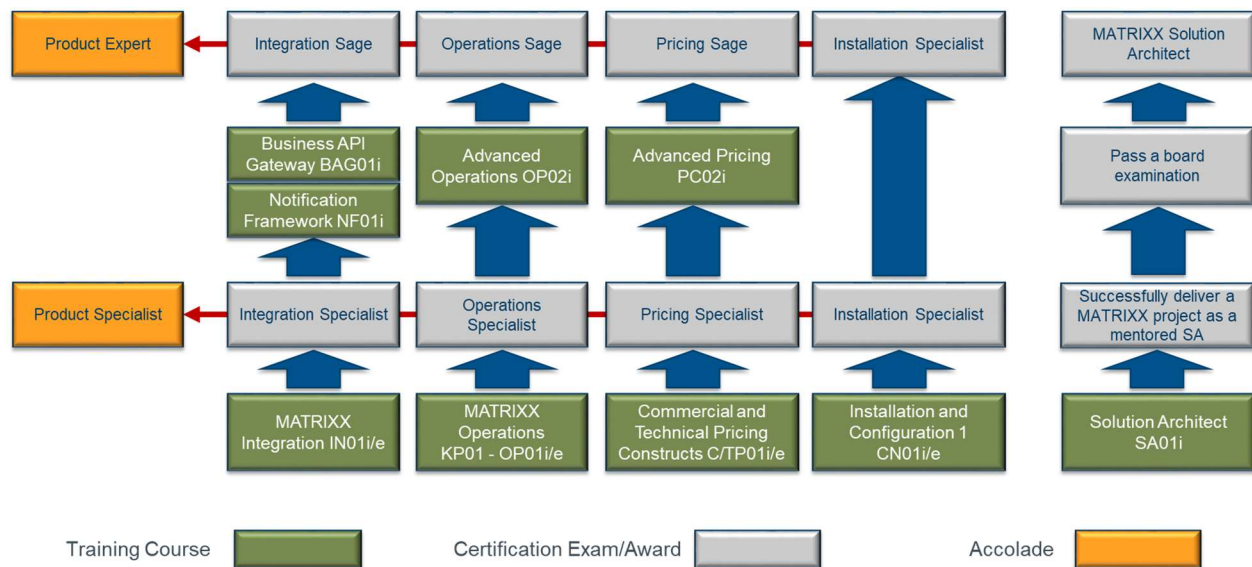 Product Expert
Integration Sage
Operations Sage
Pricing Sage
Installation Specialist
MATRIXX Solution
Architect
Business API
Gateway BAG01i
Notification
Framework NF01i
Advanced
Operations OP02i
Advanced Pricing
PC02i
Pass a board
examination
Product Specialist
Integration Specialist
Operations
Specialist
Pricing Specialist
Installation Specialist
Successfully deliver a
MATRIXX project as a
mentored SA
MATRIXX
Integration IN01i/e
MATRIXX
Operations
KP01 - OP01i/e
Commercial and
Technical Pricing
Constructs C/TP01i/e
Installation and
Configuration 1
CN01i/e
Solution Architect
SA01i
Training Course
Certification Exam/Award
Accolade